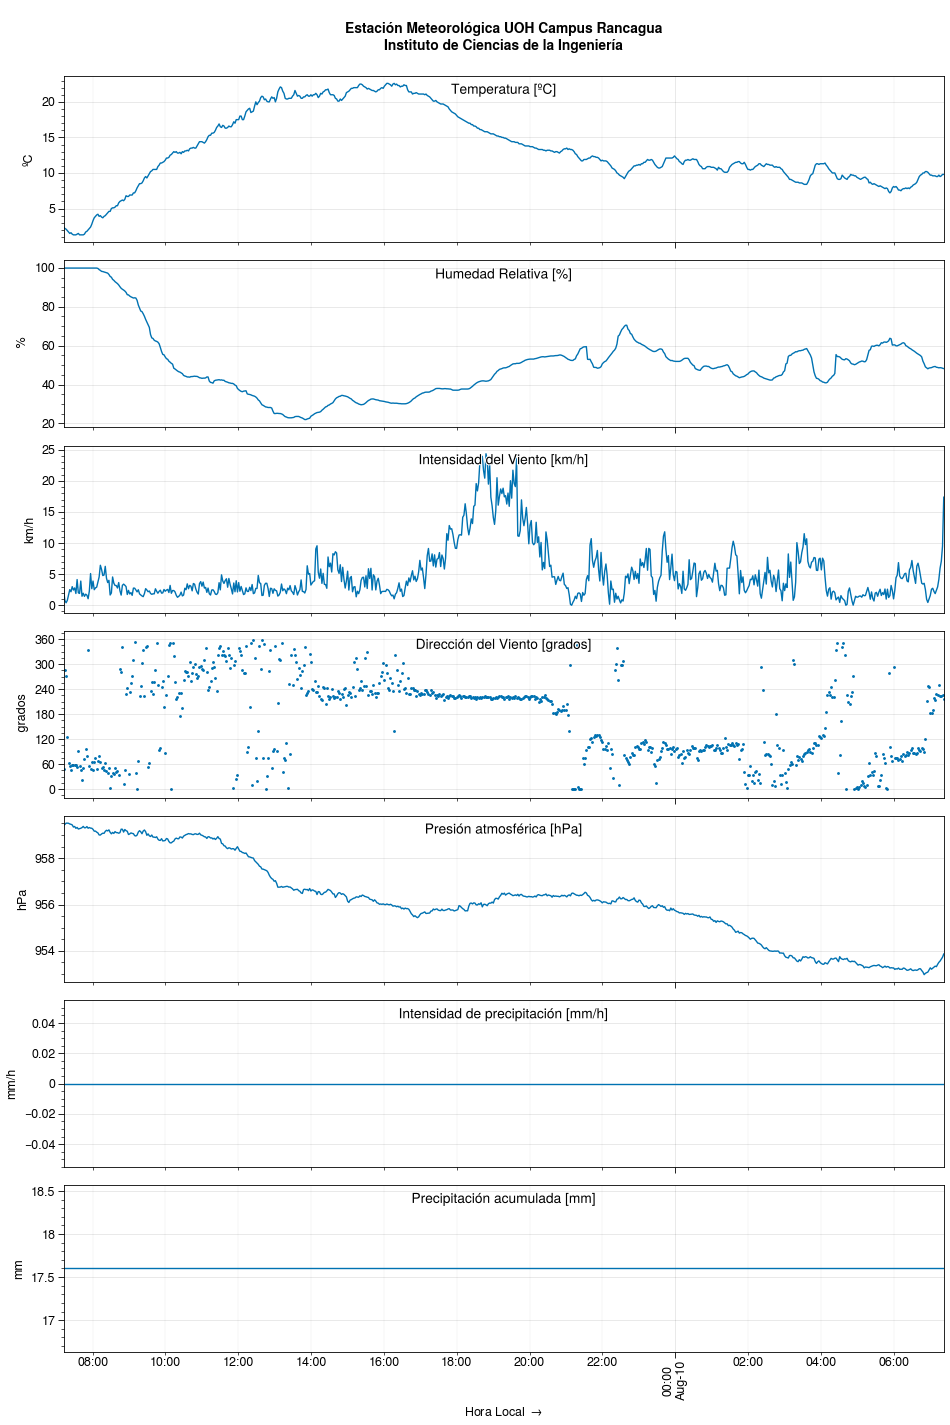 Estación Meteorológica UOH Campus Rancagua
Instituto de Ciencias de la Ingeniería
Temperatura [ºC]
20
15
10
5
ºC
Humedad Relativa [%]
100
80
60
40
20
%
Intensidad del Viento [km/h]
25
20
15
10
5
0
km/h
Dirección del Viento [grados]
360
300
240
180
120
60
0
grados
Presión atmosférica [hPa]
958
956
954
hPa
Intensidad de precipitación [mm/h]
0.04
0.02
0
−0.02
−0.04
mm/h
Precipitación acumulada [mm]
18.5
18
17.5
17
mm
08:00 10:00 12:00 14:00 16:00 18:00 20:00 22:00 00:00 02:00 04:00 06:00
Aug-10
Hora Local →